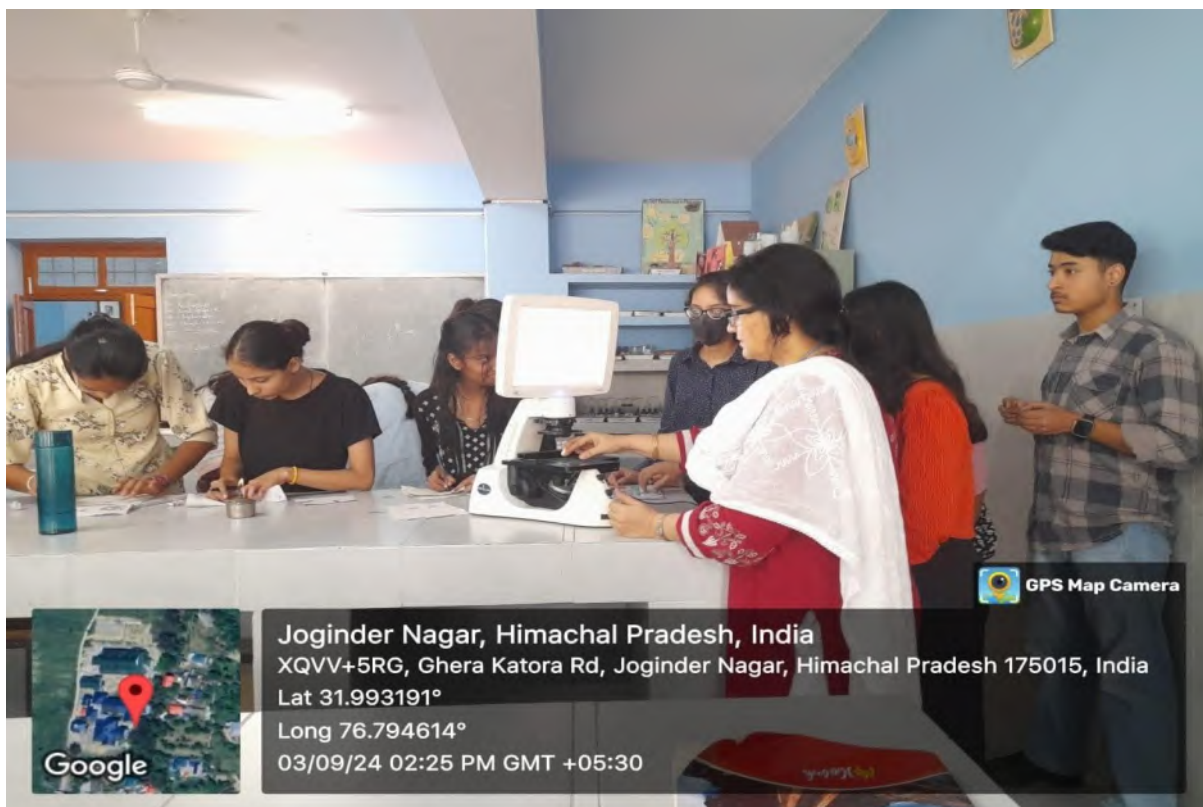 GPS Map Camera
Joginder Nagar, Himachal Pradesh, India
XQVV+5RG, Ghera Katora Rd, Joginder Nagar, Himachal Pradesh 175015, India
Lat 31.993191°
Long 76.794614°
03/09/24 02:25 PM GMT +05:30
Google